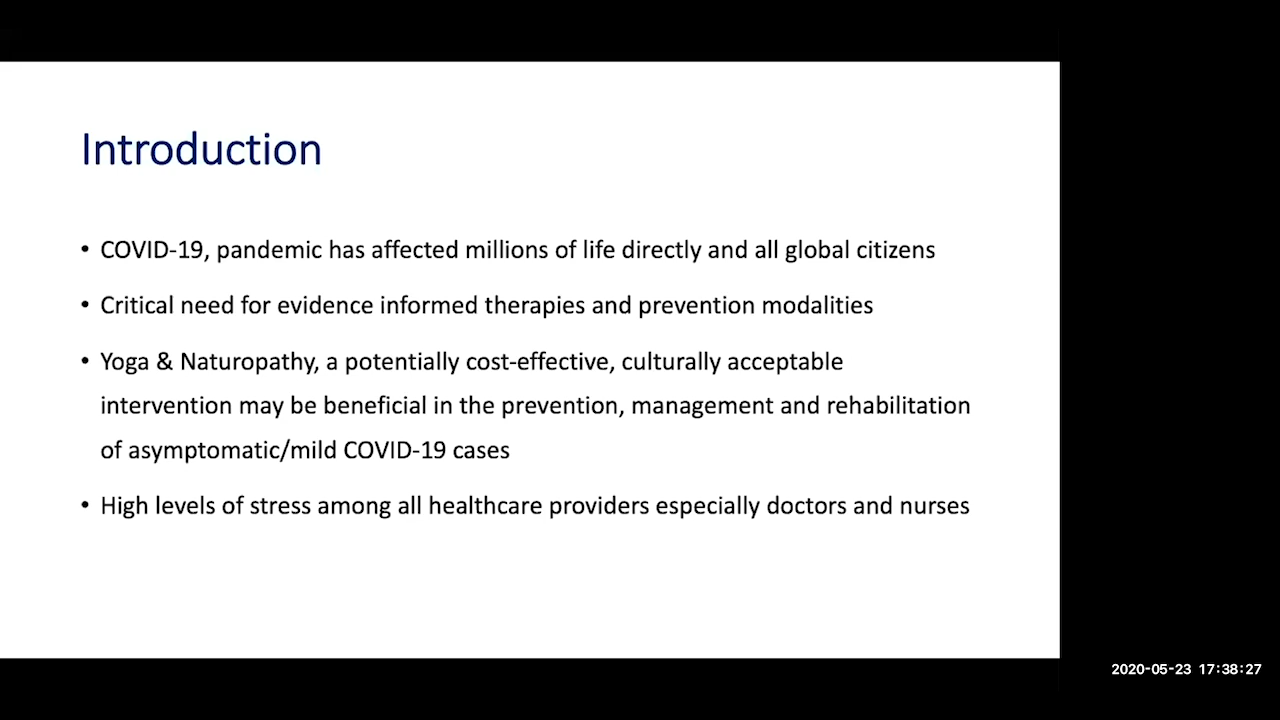 Introduction
• COVID-19, pandemic has affected millions of life directly and all global citizens
• Critical need for evidence informed therapies and prevention modalities
• Yoga & Naturopathy, a potentially cost-effective, culturally acceptable
intervention may be beneficial in the prevention, management and rehabilitation
of asymptomatic/mild COVID-19 cases
• High levels of stress among all healthcare providers especially doctors and nurses
2020-05-23 17:38:27